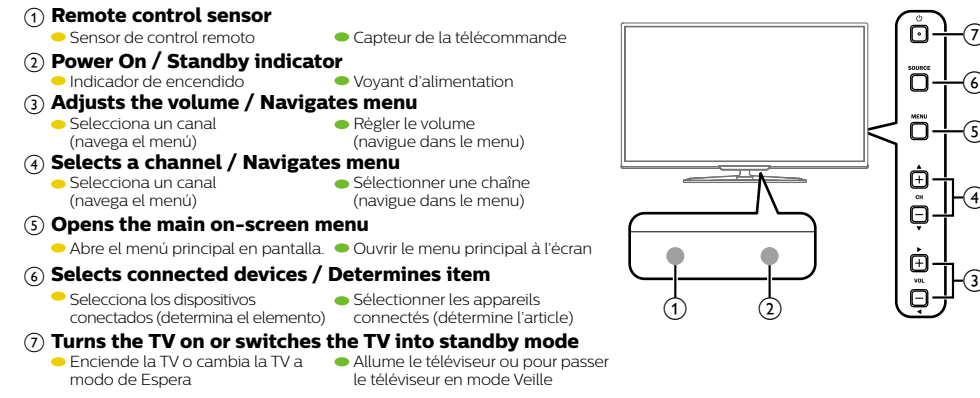 ① Remote control sensor
Sensor de control remoto
Capteur de la télécommande
② Power On / Standby indicator
Indicador de encendido
Voyant d'alimentation
③ Adjusts the volume / Navigates menu
Selecciona un canal
(navega el menú)
Règler le volume
(navigue dans le menu)
④ Selects a channel / Navigates menu
Selecciona un canal
(navega el menú)
Sélectionner une chaîne
(navigue dans le menu)
⑤ Opens the main on-screen menu
Abre el menú principal en pantalla.
Ouvrir le menu principal à l'écran
⑥ Selects connected devices / Determines item
Selecciona los dispositivos
conectados (determina el elemento)
Sélectionner les appareils
connectés (détermine l'article)
⑦ Turns the TV on or switches the TV into standby mode
Enciende la TV o cambia la TV a
modo de Espera
Allume le téléviseur ou pour passer
le téléviseur en mode Veille
① ②
⑦
SOURCE
⑥
MENU
⑤
+
CH
④
−
+
VOL
③
−